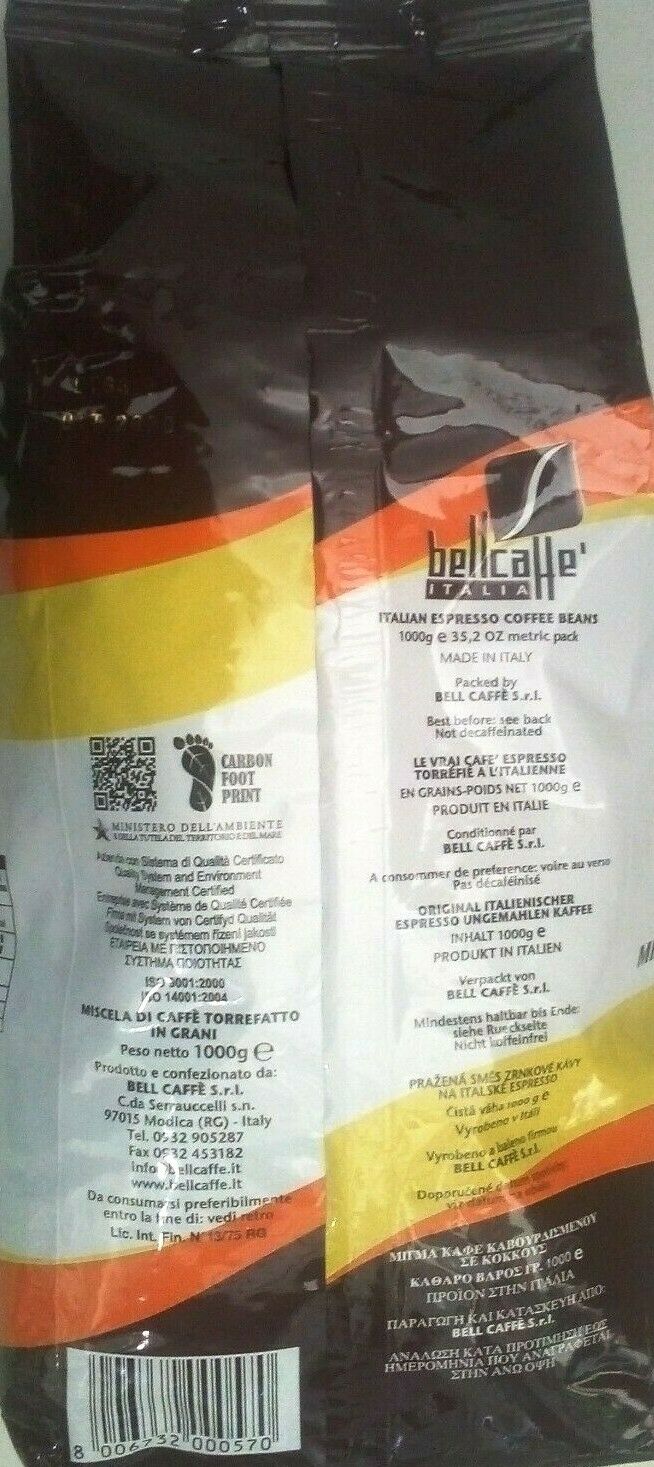 bellcaffe'
ITALIA
ITALIAN ESPRESSO COFFEE BEANS
1000g e 35,2 OZ metric pack
MADE IN ITALY
Packed by
BELL CAFFÈ S.r.l.
Best before: see back
Not decaffeinated
LE VRAI CAFE' ESPRESSO
TORRÉFIÉ A L'ITALIENNE
EN GRAINS-POIDS NET 1000g e
PRODUIT EN ITALIE
Conditionné par
BELL CAFFÈ S.r.l.
A consommer de preference: voire au verso
Pas décaféinisé
ORIGINAL ITALIENISCHER
ESPRESSO UNGEMAHLEN KAFFEE
INHALT 1000g e
PRODUKT IN ITALIEN
Verpackt von
BELL CAFFÈ S.r.l.
Mindestens haltbar bis Ende:
siehe Rueckseite
Nicht koffeinfrei
PRAŽENÁ SMĚS ZRNKOVÉ KÁVY
NA ITALSKÉ ESPRESSO
Čistá váha 1000 g e
Vyrobeno v Itálii
Vyrobeno a baleno firmou
BELL CAFFÈ S.r.l.
Doporučené
ΜΙΓΜΑ ΚΑΦΕ ΚΑΒΟΥΡΔΙΣΜΕΝΟΥ
ΣΕ ΚΟΚΚΟΥΣ
ΚΑΘΑΡΟ ΒΑΡΟΣ ΓΡ. 1000 e
ΠΡΟΪΟΝ ΣΤΗΝ ΙΤΑΛΙΑ
ΠΑΡΑΓΩΓΗ ΚΑΙ ΚΑΤΑΣΚΕΥΗ ΑΠΟ:
BELL CAFFÈ S.r.l.
ΑΝΑΛΩΣΗ ΚΑΤΑ ΠΡΟΤΙΜΗΣΗ ΕΩΣ
ΗΜΕΡΟΜΗΝΙΑ ΠΟΥ ΑΝΑΓΡΑΦΕΤΑΙ
ΣΤΗΝ ΑΝΩ ΟΨΗ
CARBON
FOOT
PRINT
MINISTERO DELL'AMBIENTE
E DELLA TUTELA DEL TERRITORIO E DEL MARE
Azienda con Sistema di Qualità Certificato
Quality System and Environment
Management Certified
Entreprise avec Système de Qualité Certifiée
Firma mit System von Certifyd Qualität
Společnost se systémem řízení jakosti
ΕΤΑΙΡΕΙΑ ΜΕ ΠΙΣΤΟΠΟΙΗΜΕΝΟ
ΣΥΣΤΗΜΑ ΠΟΙΟΤΗΤΑΣ
ISO 9001:2000
ISO 14001:2004
MISCELA DI CAFFÈ TORREFATTO
IN GRANI
Peso netto 1000g e
Prodotto e confezionato da:
BELL CAFFÈ S.r.l.
C.da Serrauccelli s.n.
97015 Modica (RG) - Italy
Tel. 0932 905287
Fax 0932 453182
info@bellcaffe.it
www.bellcaffe.it
Da consumarsi preferibilmente
entro la fine di: vedi retro
Lic. Int. Fin. N° 13/75 RG
8 006732 000570